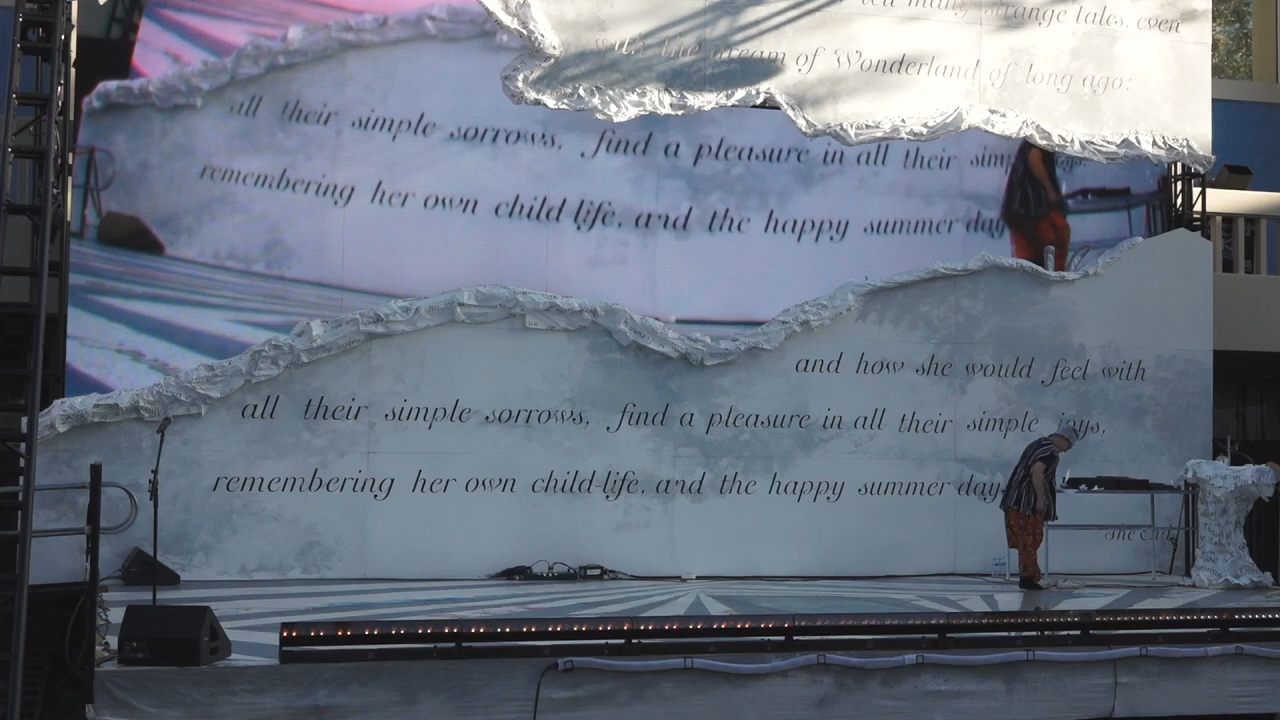 tell many strange tales, even
with the dream of Wonderland of long ago:
all their simple sorrows, find a pleasure in all their
remembering her own child-life, and the happy summer day
and how she would feel with
all their simple sorrows, find a pleasure in all their simple joys,
remembering her own child-life, and the happy summer day